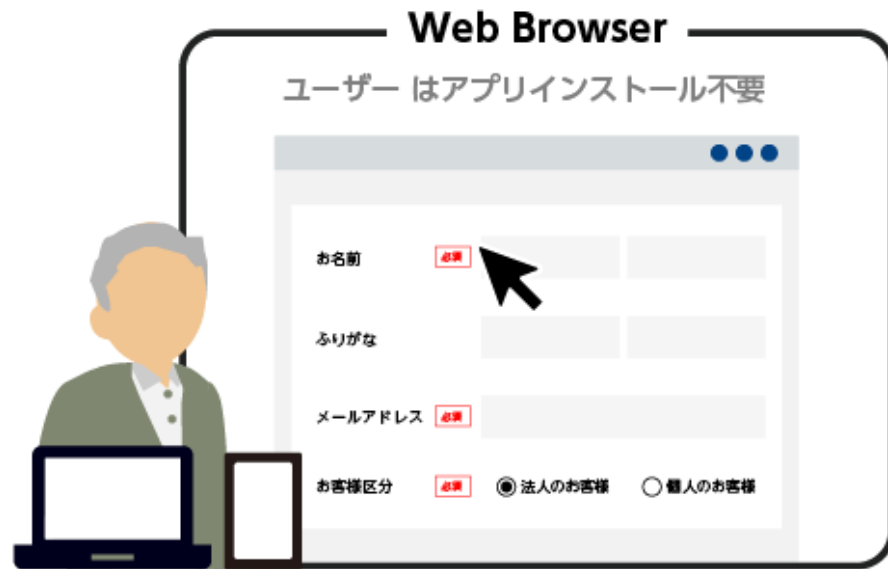 Web Browser
ユーザー はアプリインストール不要
お名前 必須
ふりがな
メールアドレス 必須
お客様区分 必須 法人のお客様 個人のお客様